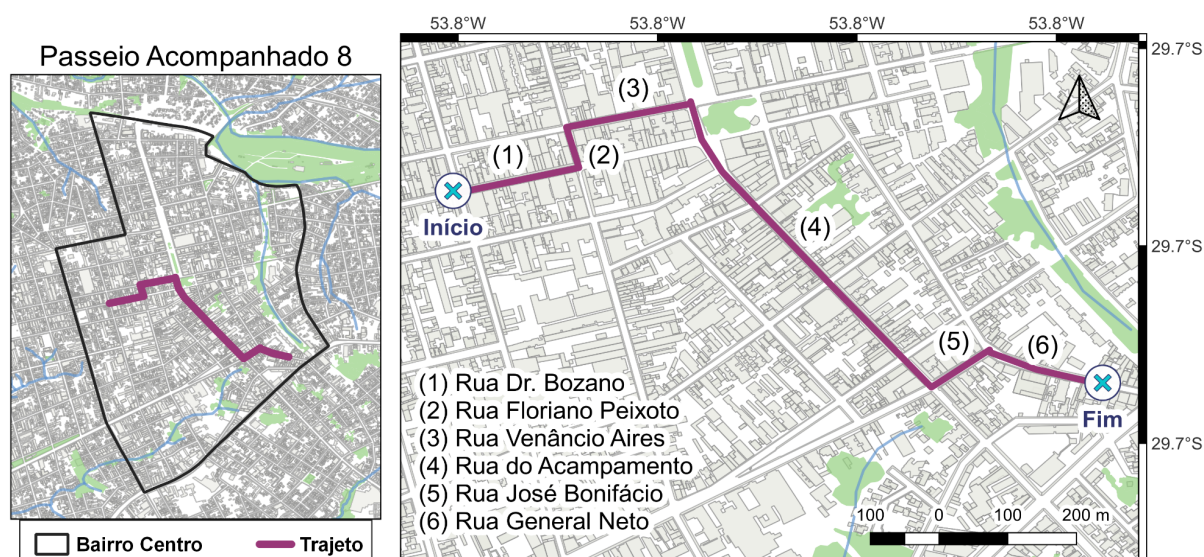 Passeio Acompanhado 8
Bairro Centro
Trajeto
53.8°W
53.8°W
53.8°W
53.8°W
29.7°S
29.7°S
29.7°S
(1)
(2)
(3)
(4)
(5)
(6)
Início
Fim
(1) Rua Dr. Bozano
(2) Rua Floriano Peixoto
(3) Rua Venâncio Aires
(4) Rua do Acampamento
(5) Rua José Bonifácio
(6) Rua General Neto
100 0 100 200 m